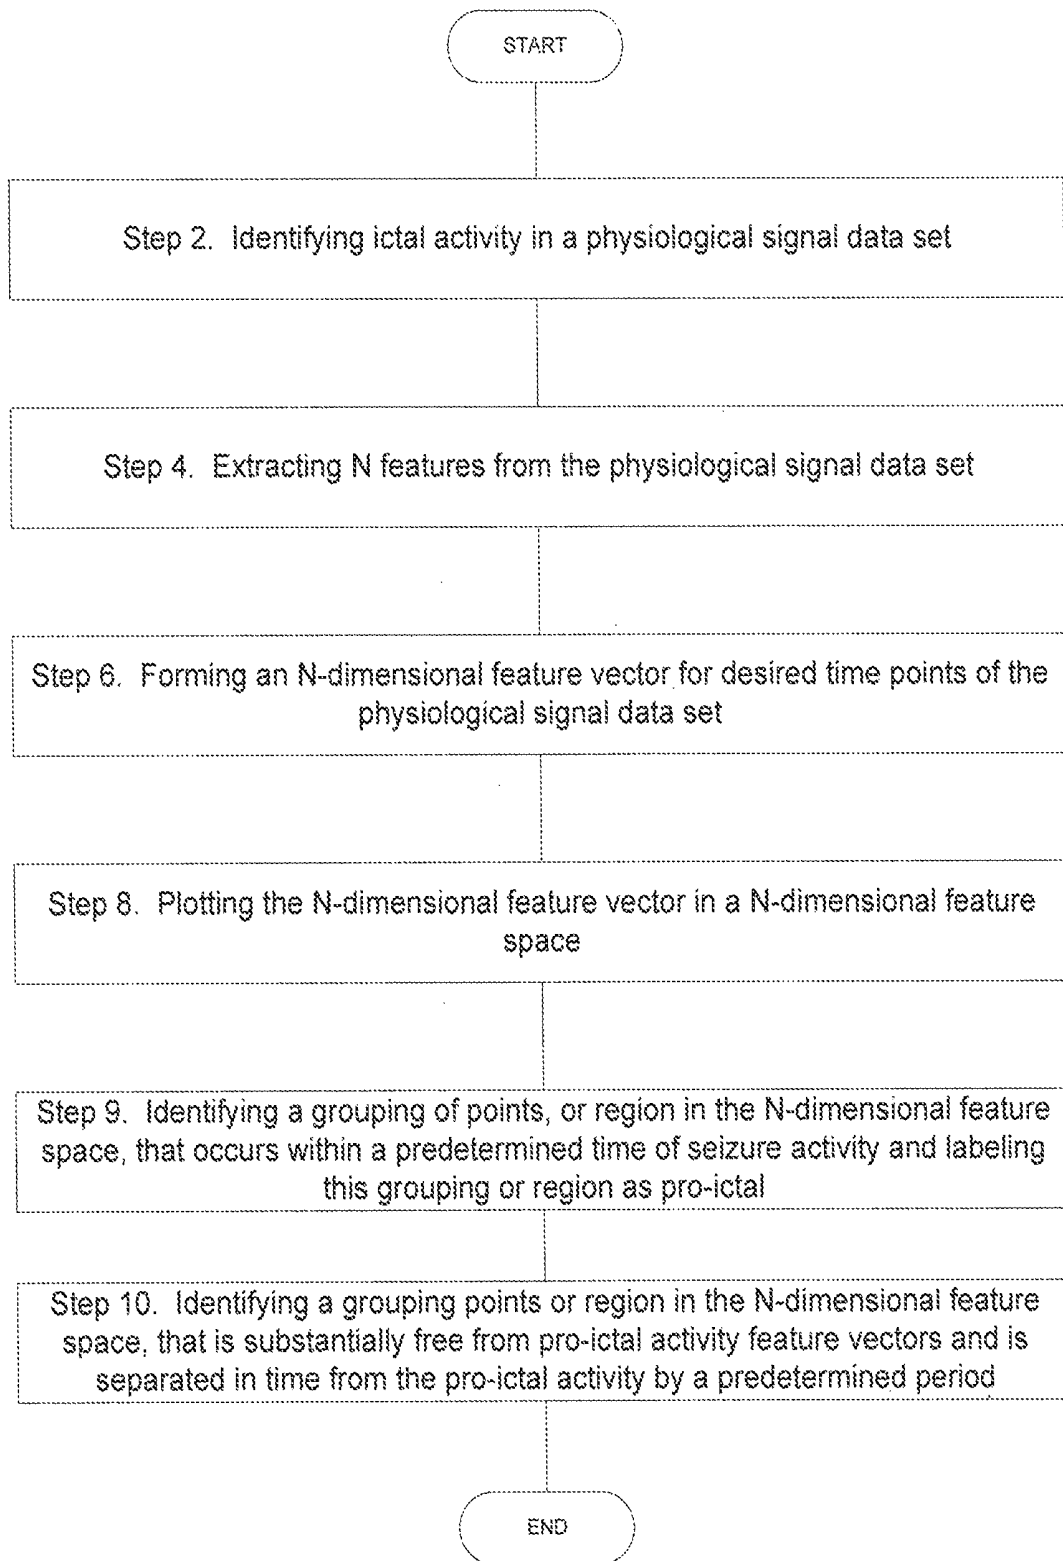 START
Step 2. Identifying ictal activity in a physiological signal data set
Step 4. Extracting N features from the physiological signal data set
Step 6. Forming an N-dimensional feature vector for desired time points of the
physiological signal data set
Step 8. Plotting the N-dimensional feature vector in a N-dimensional feature
space
Step 9. Identifying a grouping of points, or region in the N-dimensional feature
space, that occurs within a predetermined time of seizure activity and labeling
this grouping or region as pro-ictal
Step 10. Identifying a grouping points or region in the N-dimensional feature
space, that is substantially free from pro-ictal activity feature vectors and is
separated in time from the pro-ictal activity by a predetermined period
END